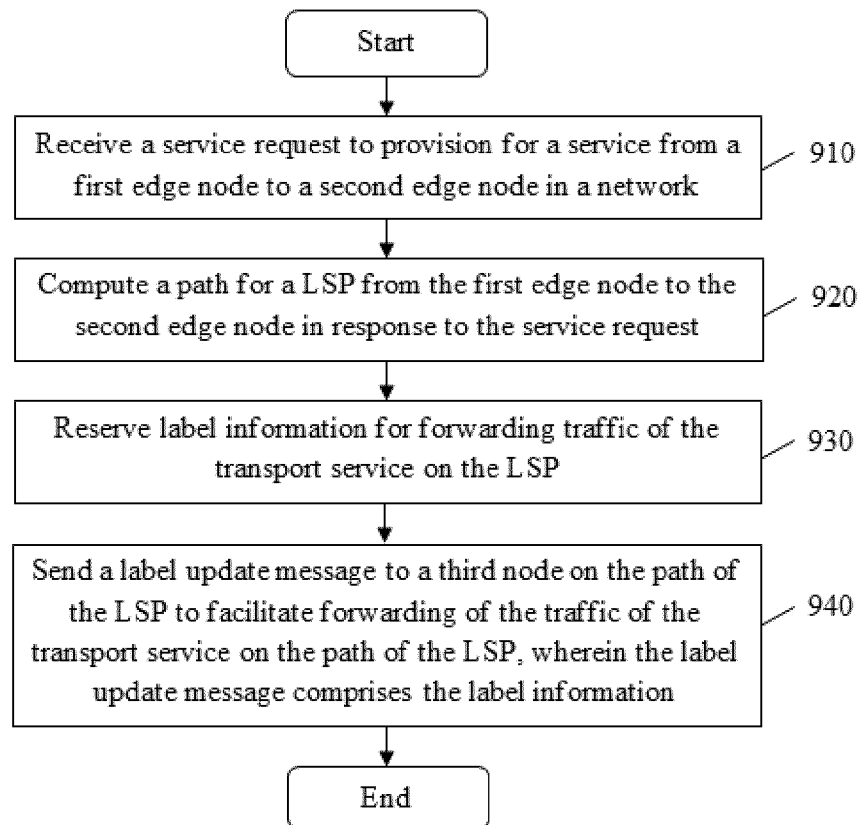 Start
Receive a service request to provision for a service from a
first edge node to a second edge node in a network
910
Compute a path for a LSP from the first edge node to the
second edge node in response to the service request
920
Reserve label information for forwarding traffic of the
transport service on the LSP
930
Send a label update message to a third node on the path of
the LSP to facilitate forwarding of the traffic of the
transport service on the path of the LSP, wherein the label
update message comprises the label information
940
End